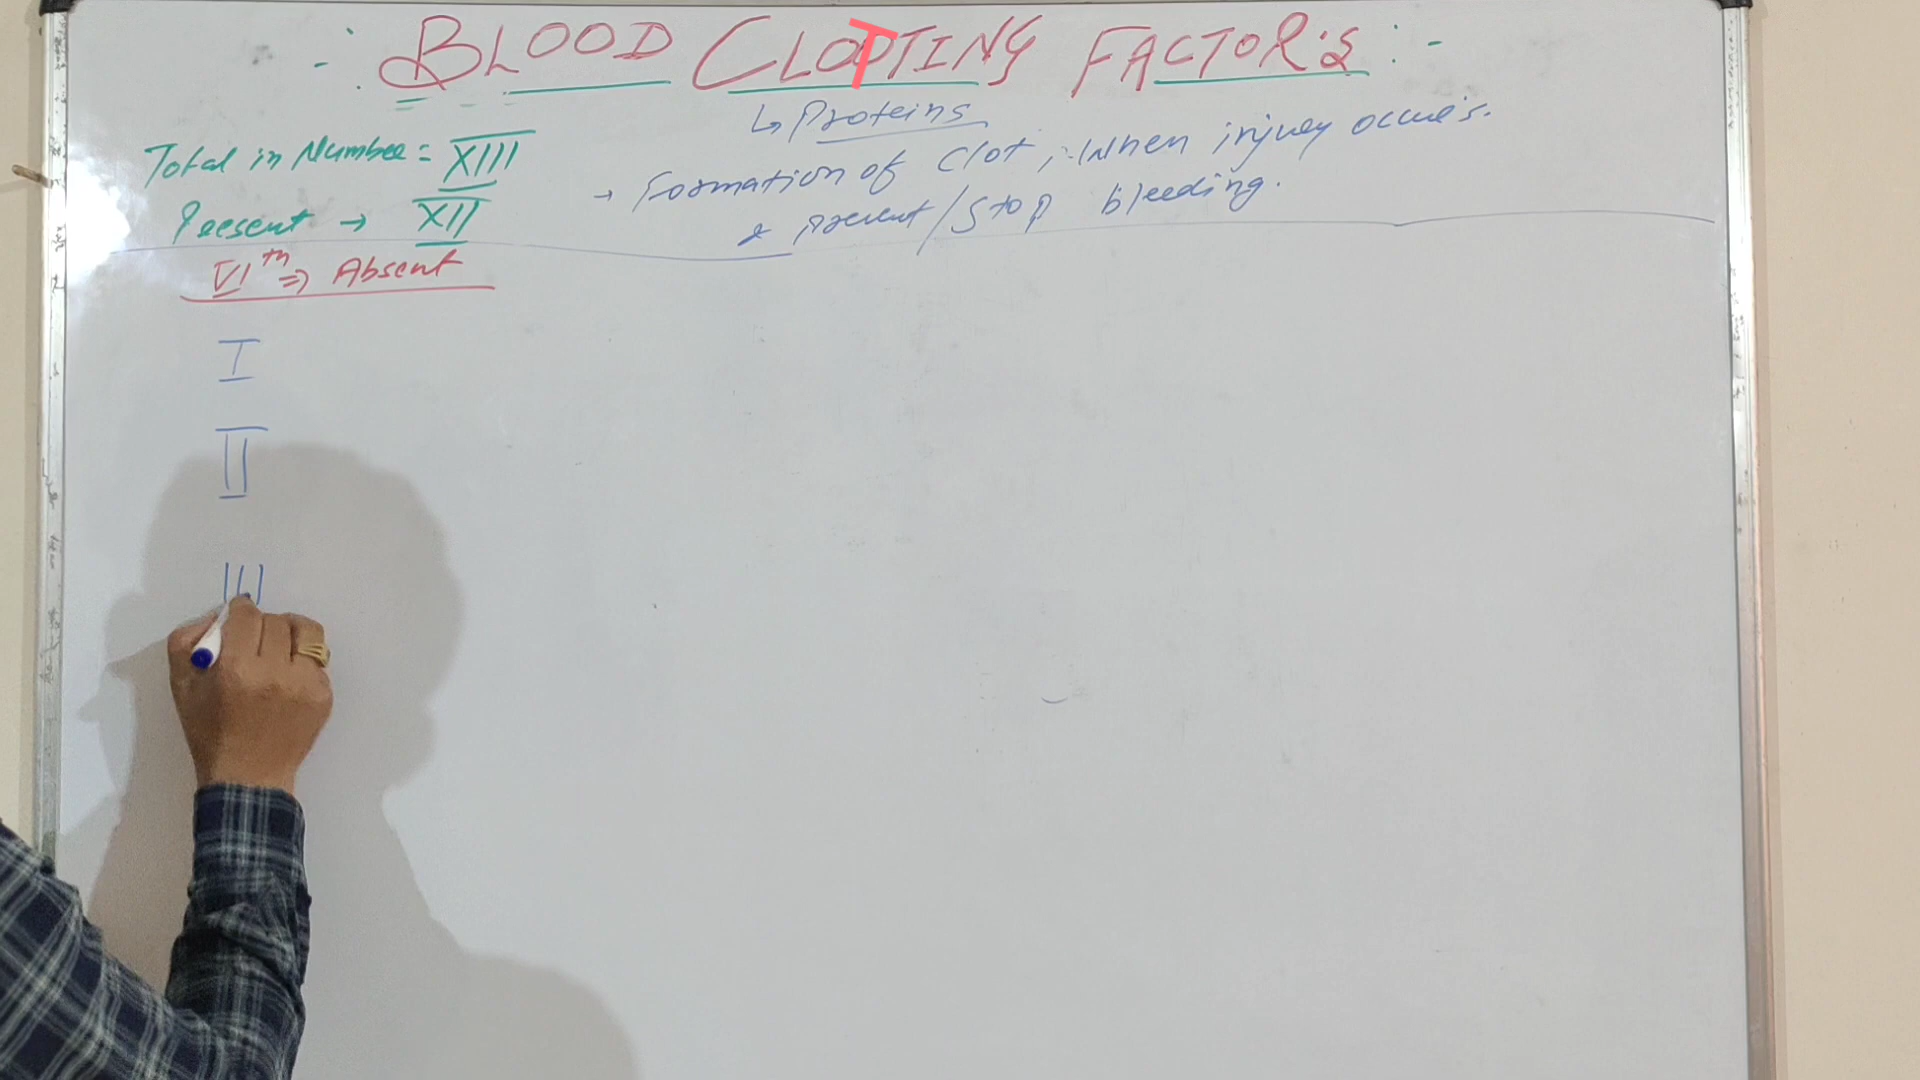 :- BLOOD CLOTTING FACTOR'S :-
↳ Proteins
Total in Number = XIII
Present → XII
VIth ⇒ Absent
→ Formation of Clot, When injury occurs.
& prevent/Stop bleeding.
I
II
III